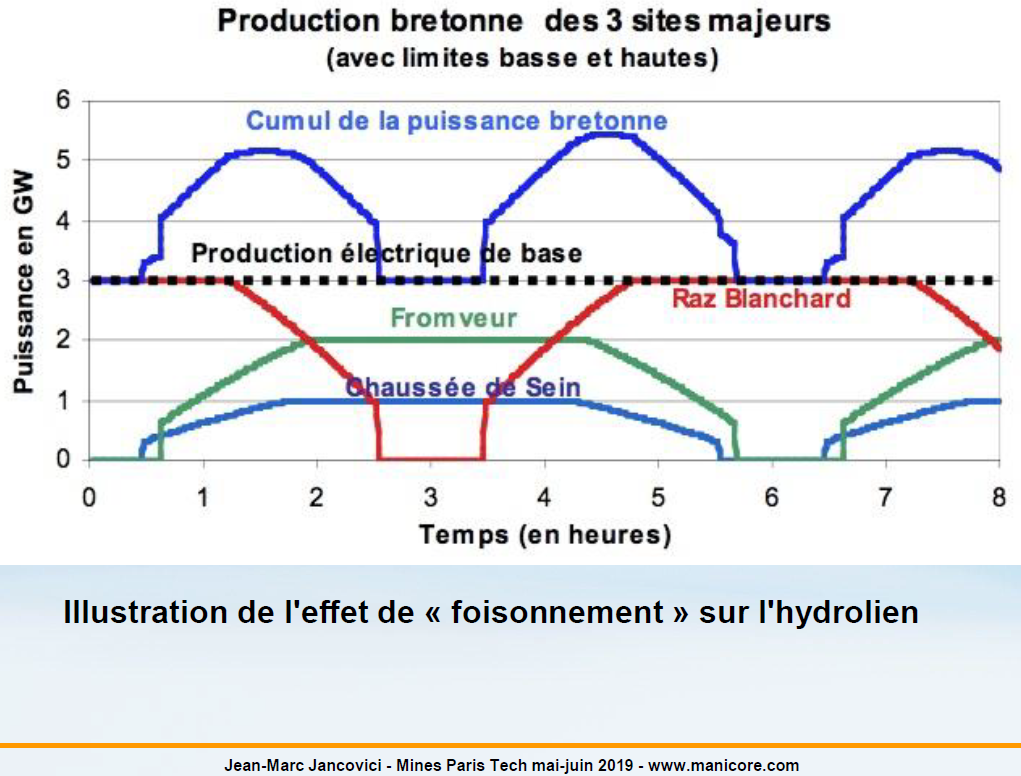 Production bretonne des 3 sites majeurs
(avec limites basse et hautes)
Puissance en GW
6
5
4
3
2
1
0
Cumul de la puissance bretonne
Production électrique de base
Raz Blanchard
Fromveur
Chaussée de Sein
0 1 2 3 4 5 6 7 8
Temps (en heures)
Illustration de l'effet de « foisonnement » sur l'hydrolien
Jean-Marc Jancovici - Mines Paris Tech mai-juin 2019 - www.manicore.com